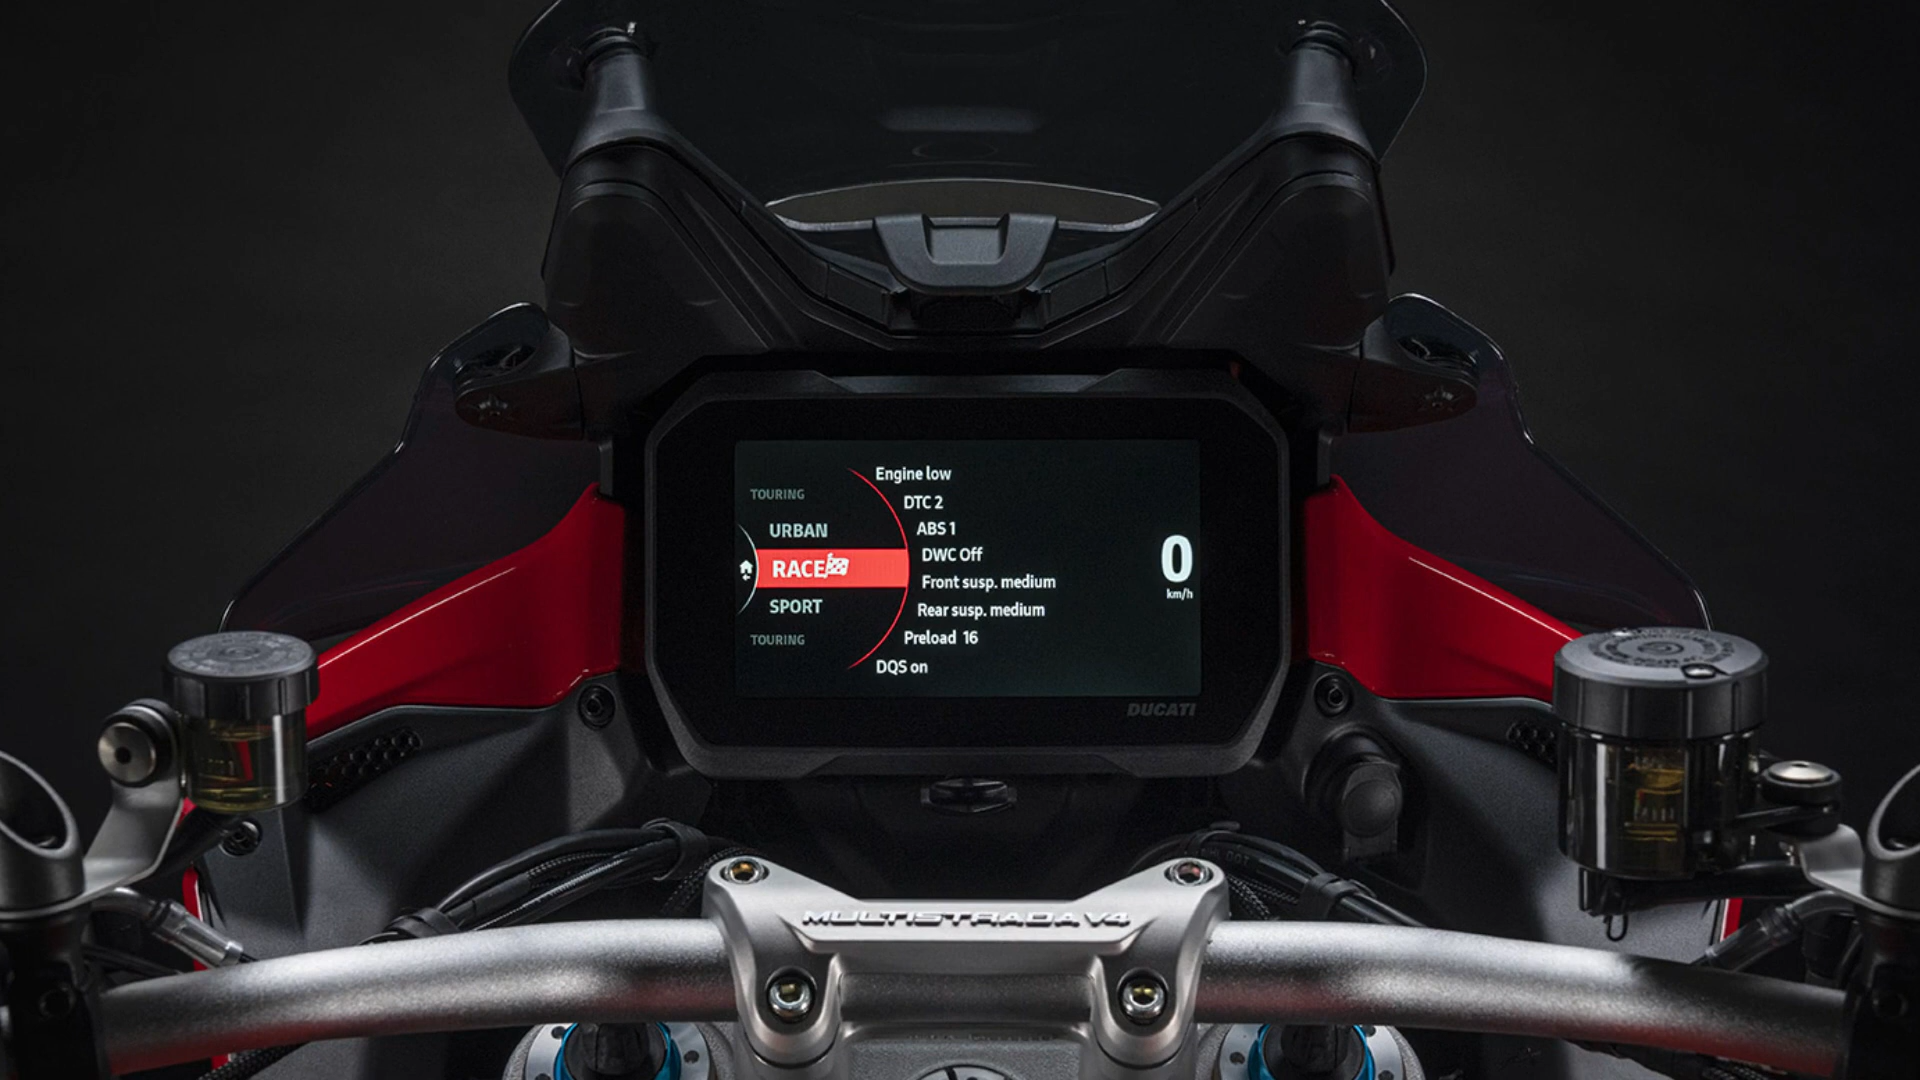 TOURING
URBAN
RACE
SPORT
TOURING
Engine low
DTC 2
ABS 1
DWC Off
Front susp. medium
Rear susp. medium
Preload 16
DQS on
0
km/h
DUCATI
MULTISTRADA V4